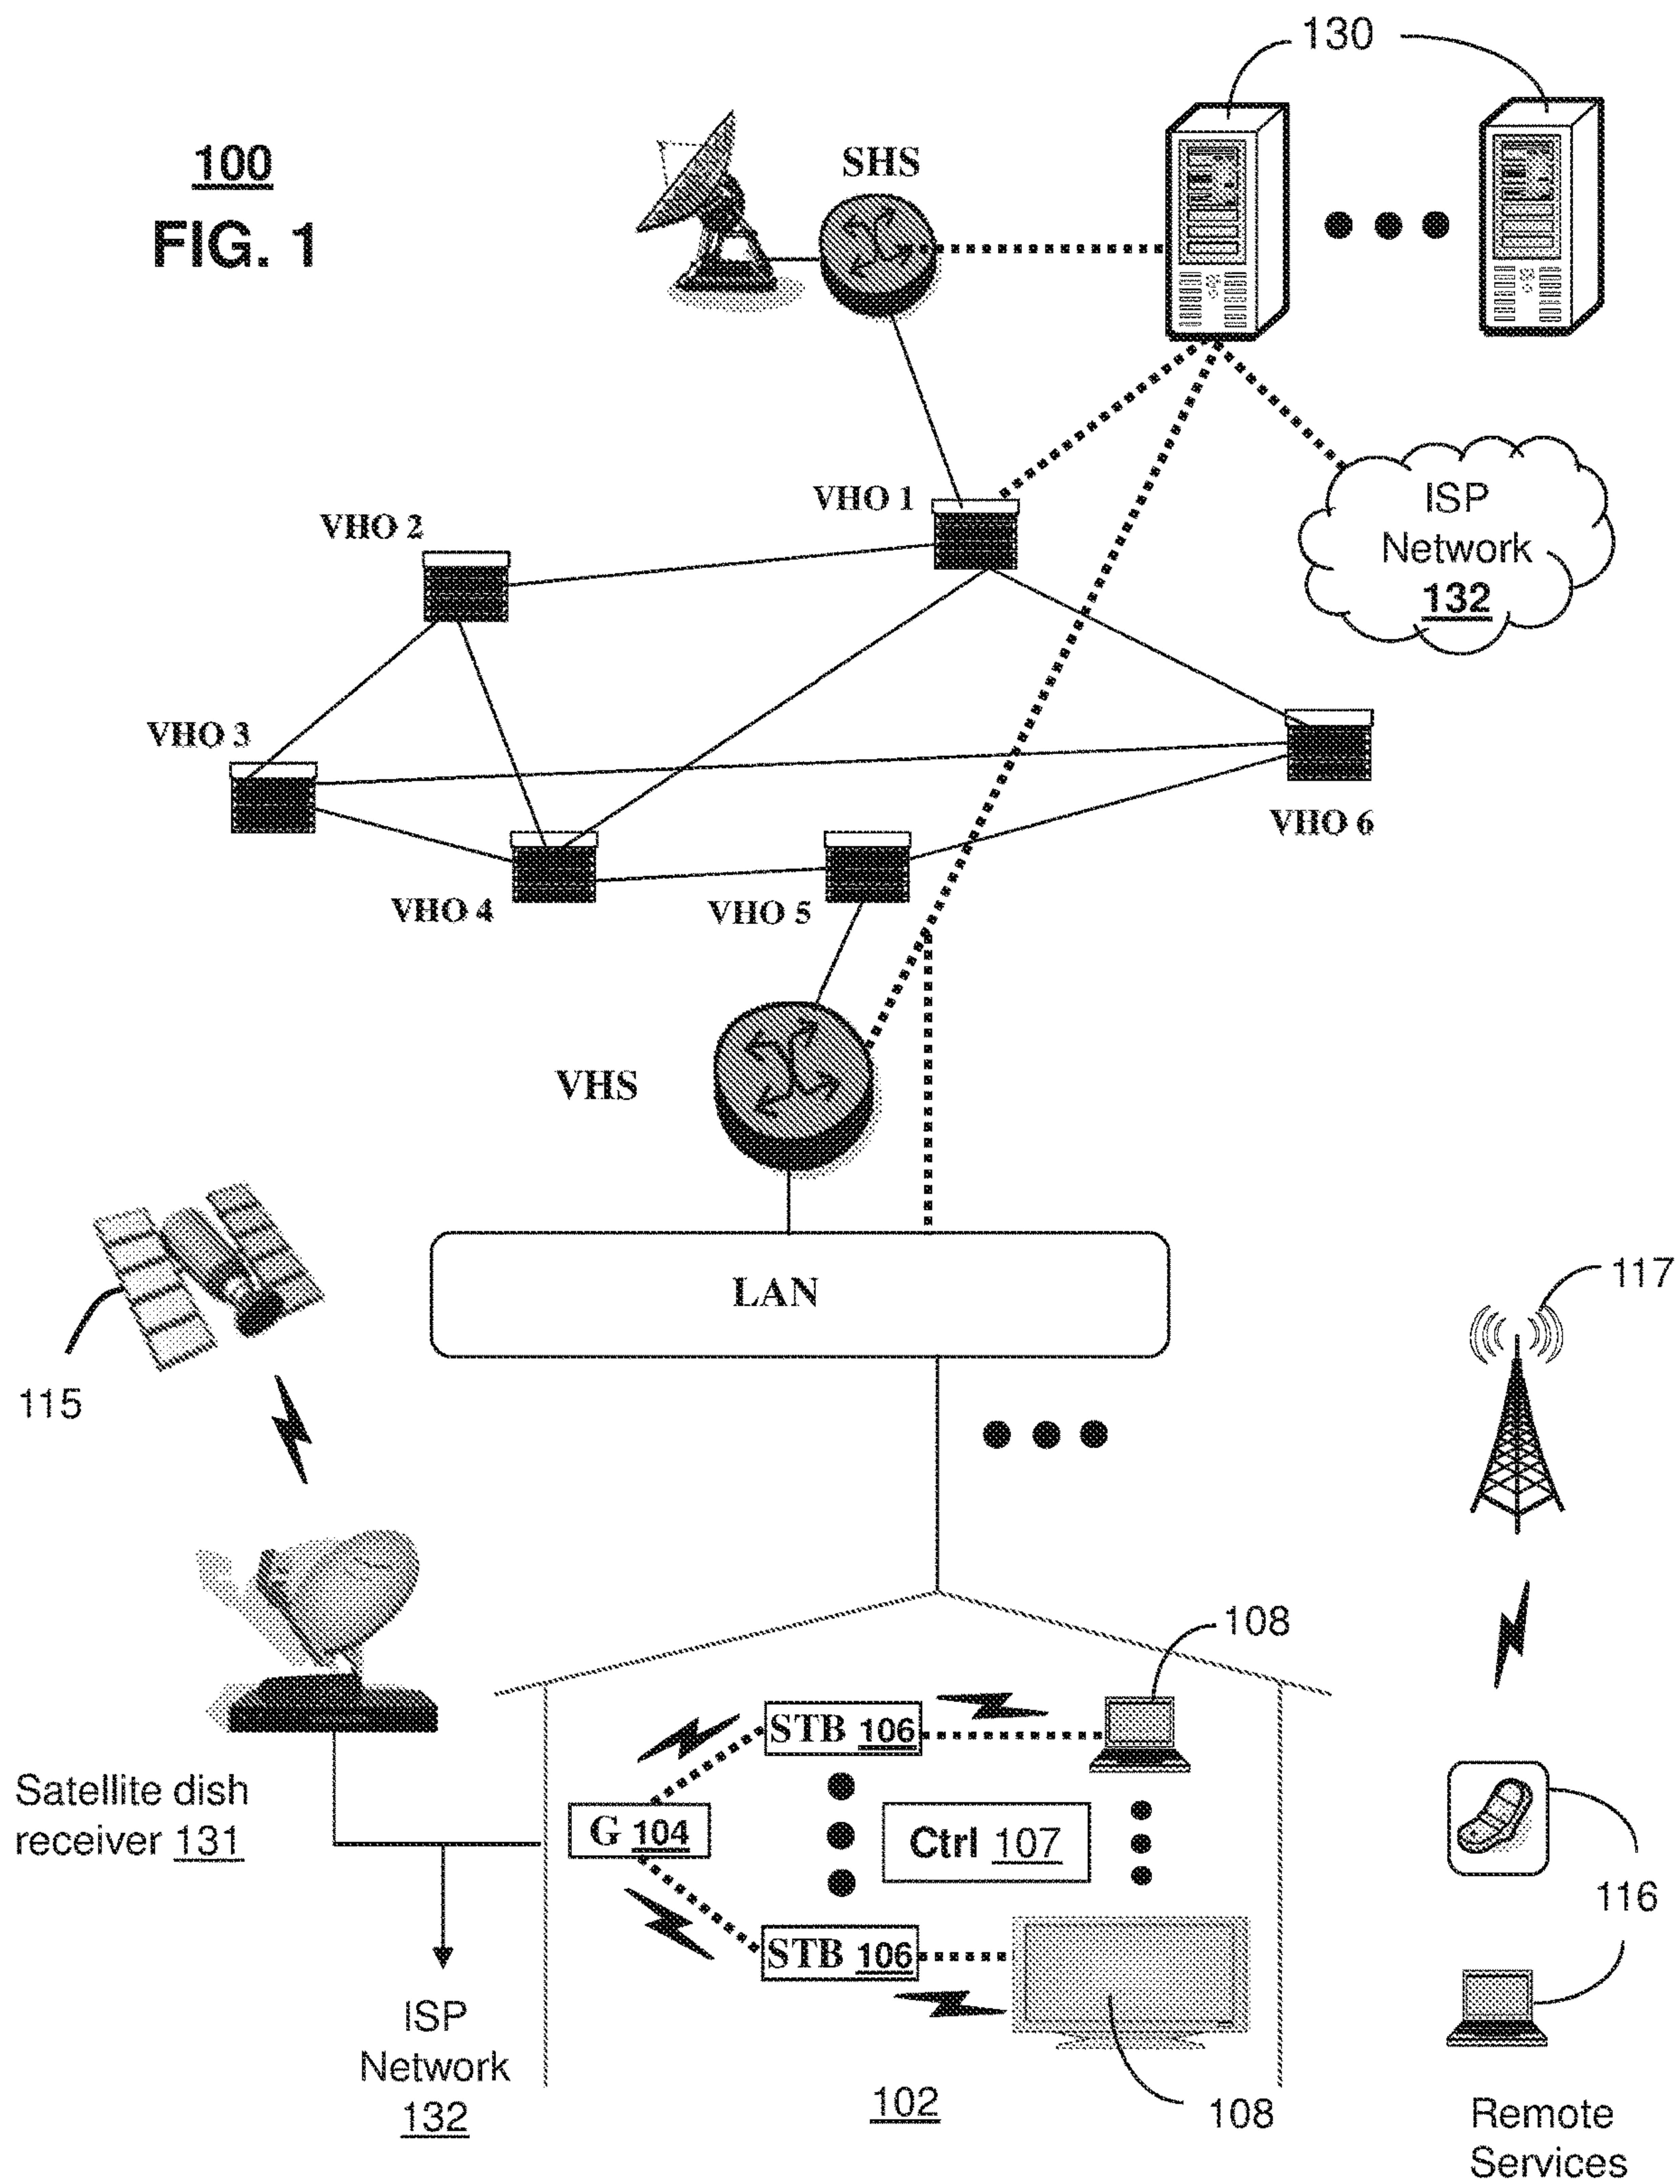 130
100
FIG. 1
SHS
ISP
Network
132
VHO 1
VHO 2
VHO 3
VHO 6
VHO 4
VHO 5
VHS
LAN
117
115
108
STB 106
Satellite dish
receiver 131
G 104
Ctrl 107
116
STB 106
ISP
Network
132
102
108
Remote
Services